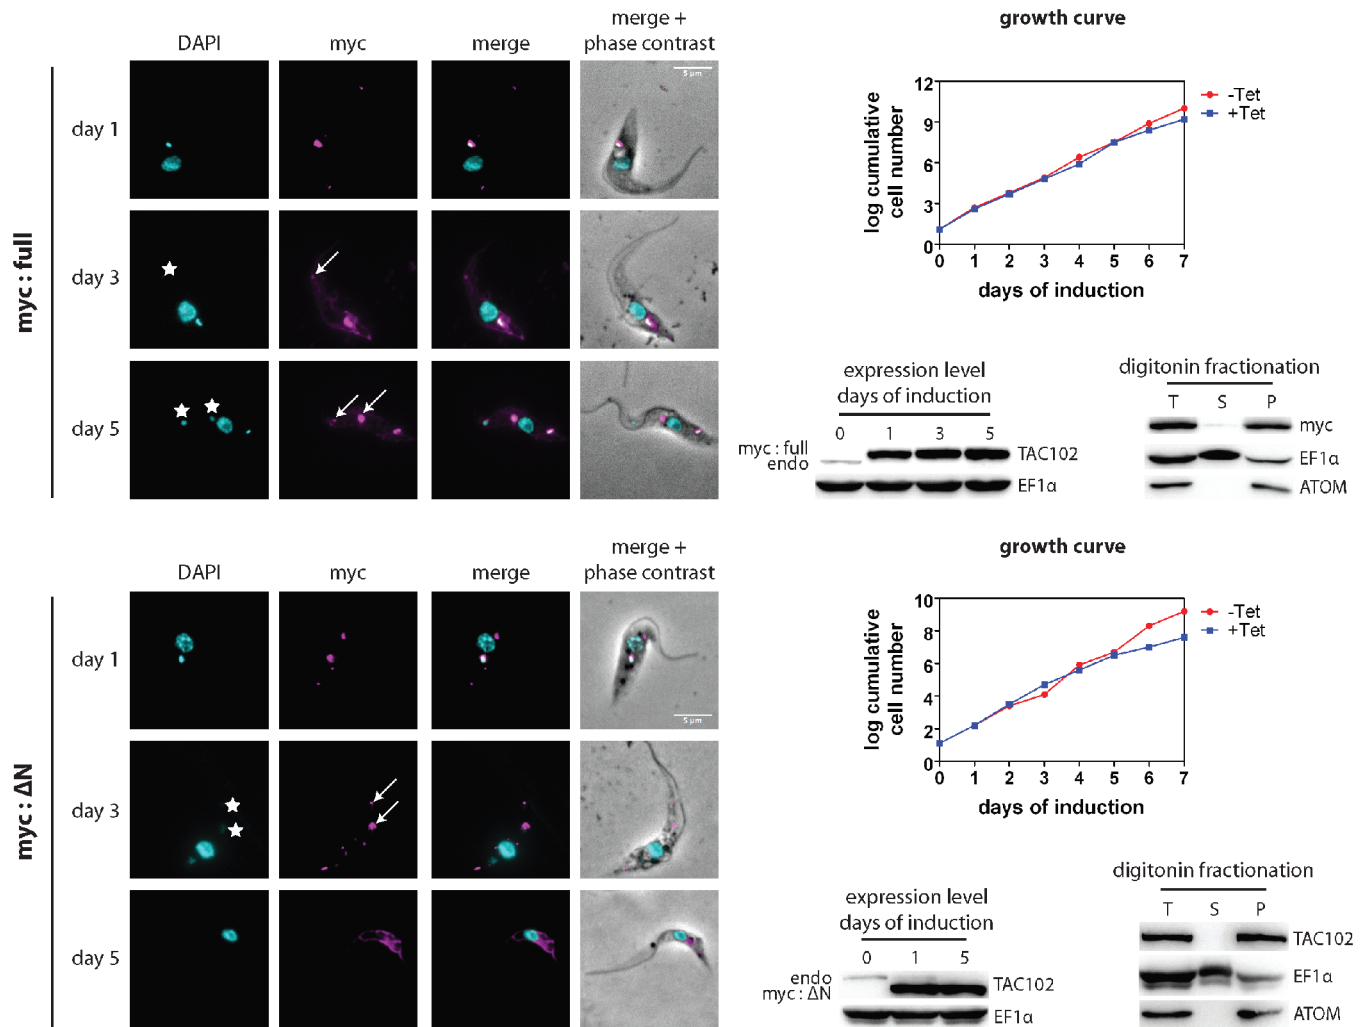 merge +
DAPI myc merge phase contrast
5 μm
day 1
day 3
day 5
myc : full
growth curve
log cumulative
cell number
12
9
6
3
0
0 1 2 3 4 5 6 7
days of induction
-Tet
+Tet
expression level
days of induction
0 1 3 5
myc : full
endo
TAC102
EF1α
digitonin fractionation
T S P
myc
EF1α
ATOM
merge +
DAPI myc merge phase contrast
5 μm
day 1
day 3
day 5
myc : ΔN
growth curve
log cumulative
cell number
10
8
6
4
2
0
0 1 2 3 4 5 6 7
days of induction
-Tet
+Tet
expression level
days of induction
0 1 5
endo
myc : ΔN
TAC102
EF1α
digitonin fractionation
T S P
TAC102
EF1α
ATOM